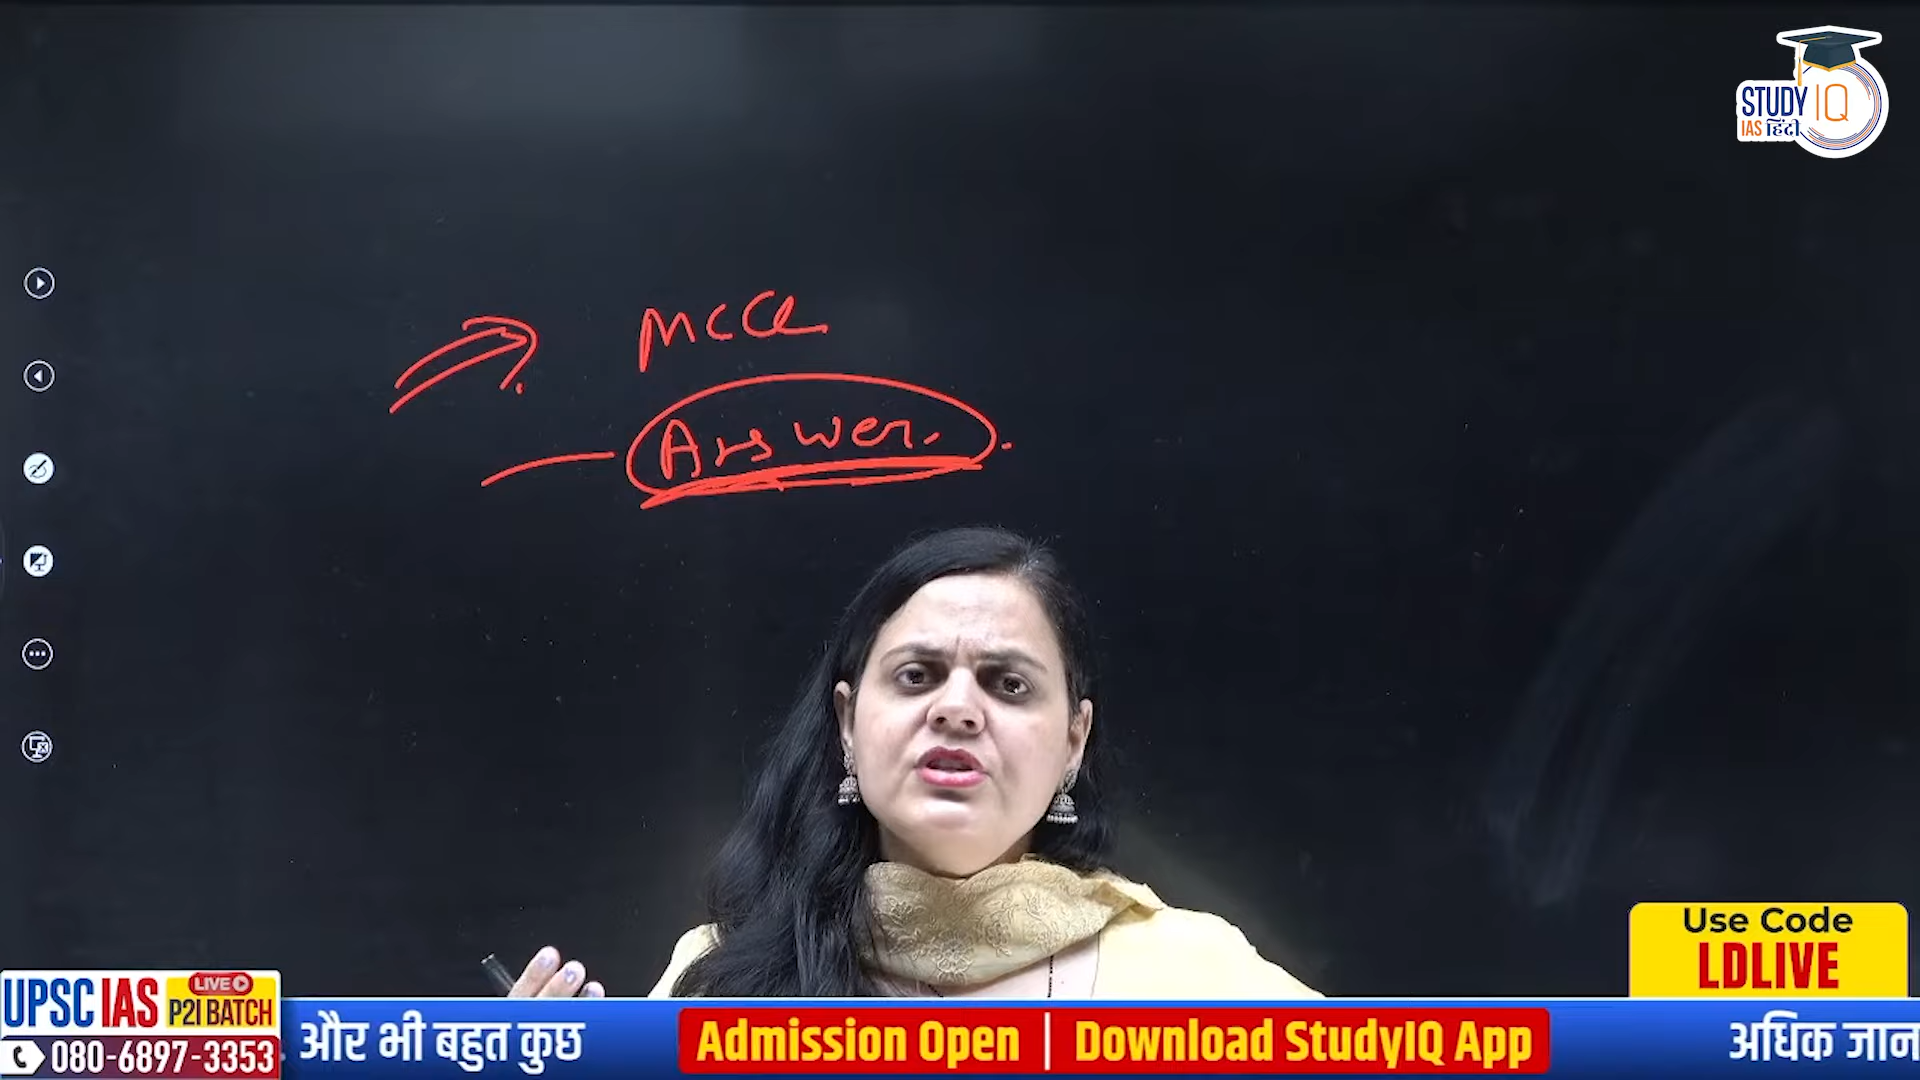 STUDY IQ
IAS हिंदी
MCQ
Answer.
Use Code
LDLIVE
UPSC IAS LIVE P2I BATCH
080-6897-3353
. और भी बहुत कुछ
Admission Open | Download StudyIQ App
अधिक जान